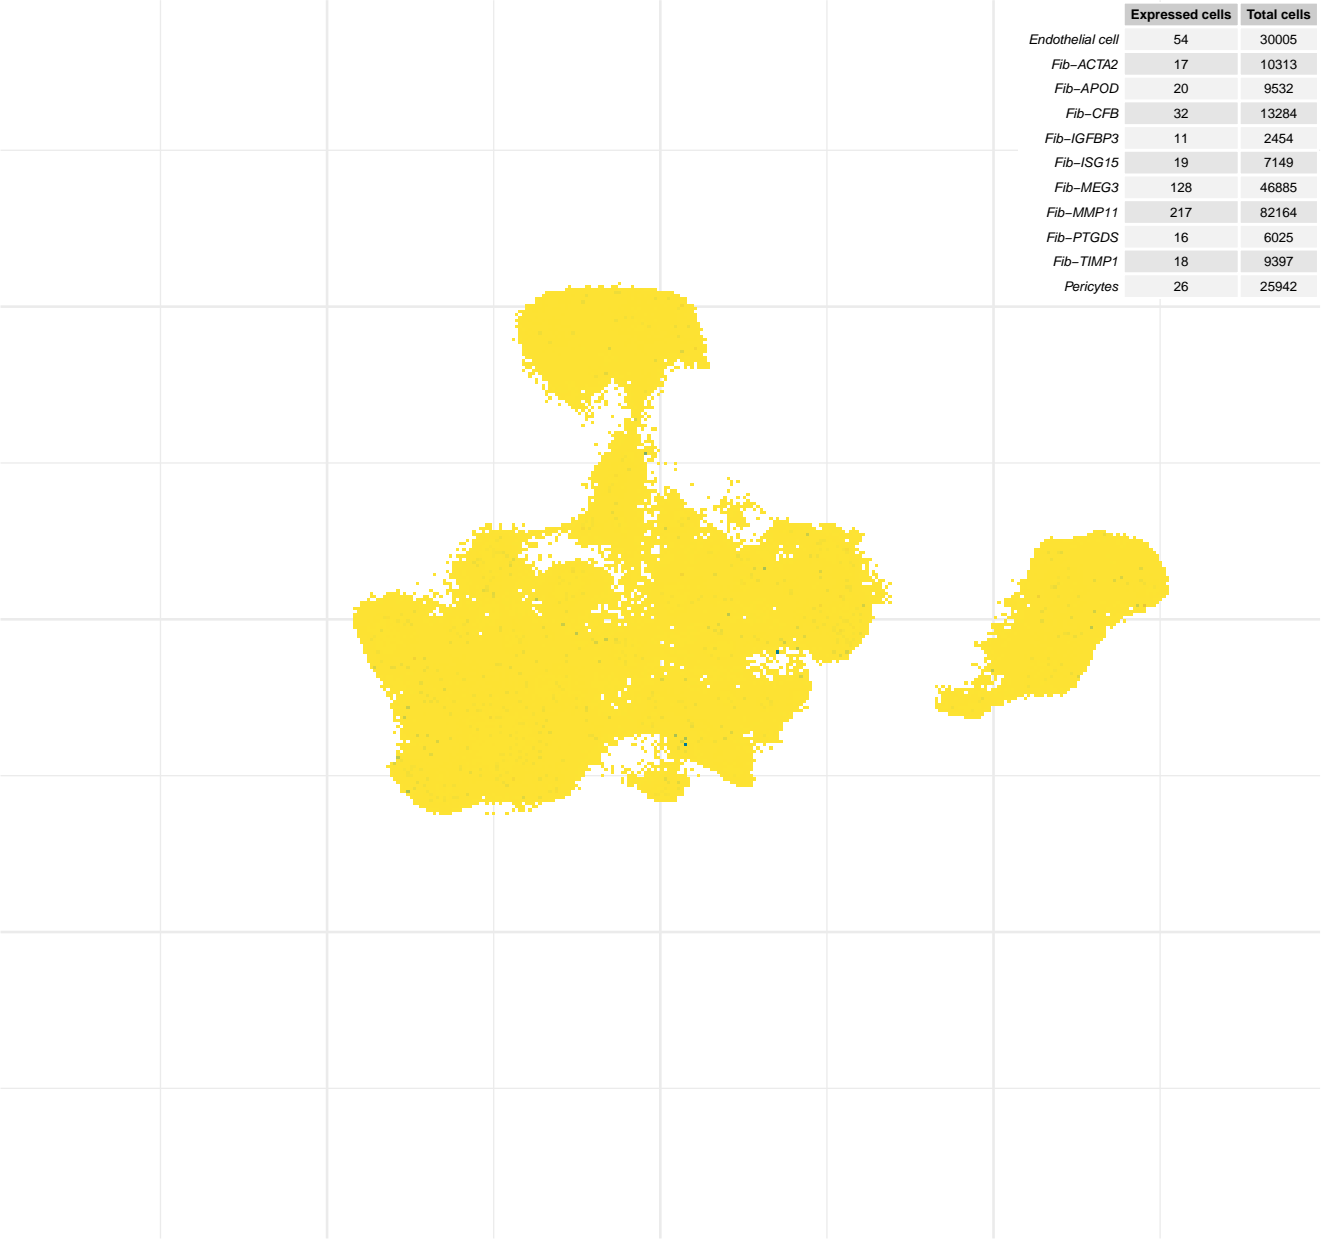 Expressed cells Total cells
Endothelial cell 54 30005
Fib−ACTA2 17 10313
Fib−APOD 20 9532
Fib−CFB 32 13284
Fib−IGFBP3 11 2454
Fib−ISG15 19 7149
Fib−MEG3 128 46885
Fib−MMP11 217 82164
Fib−PTGDS 16 6025
Fib−TIMP1 18 9397
Pericytes 26 25942